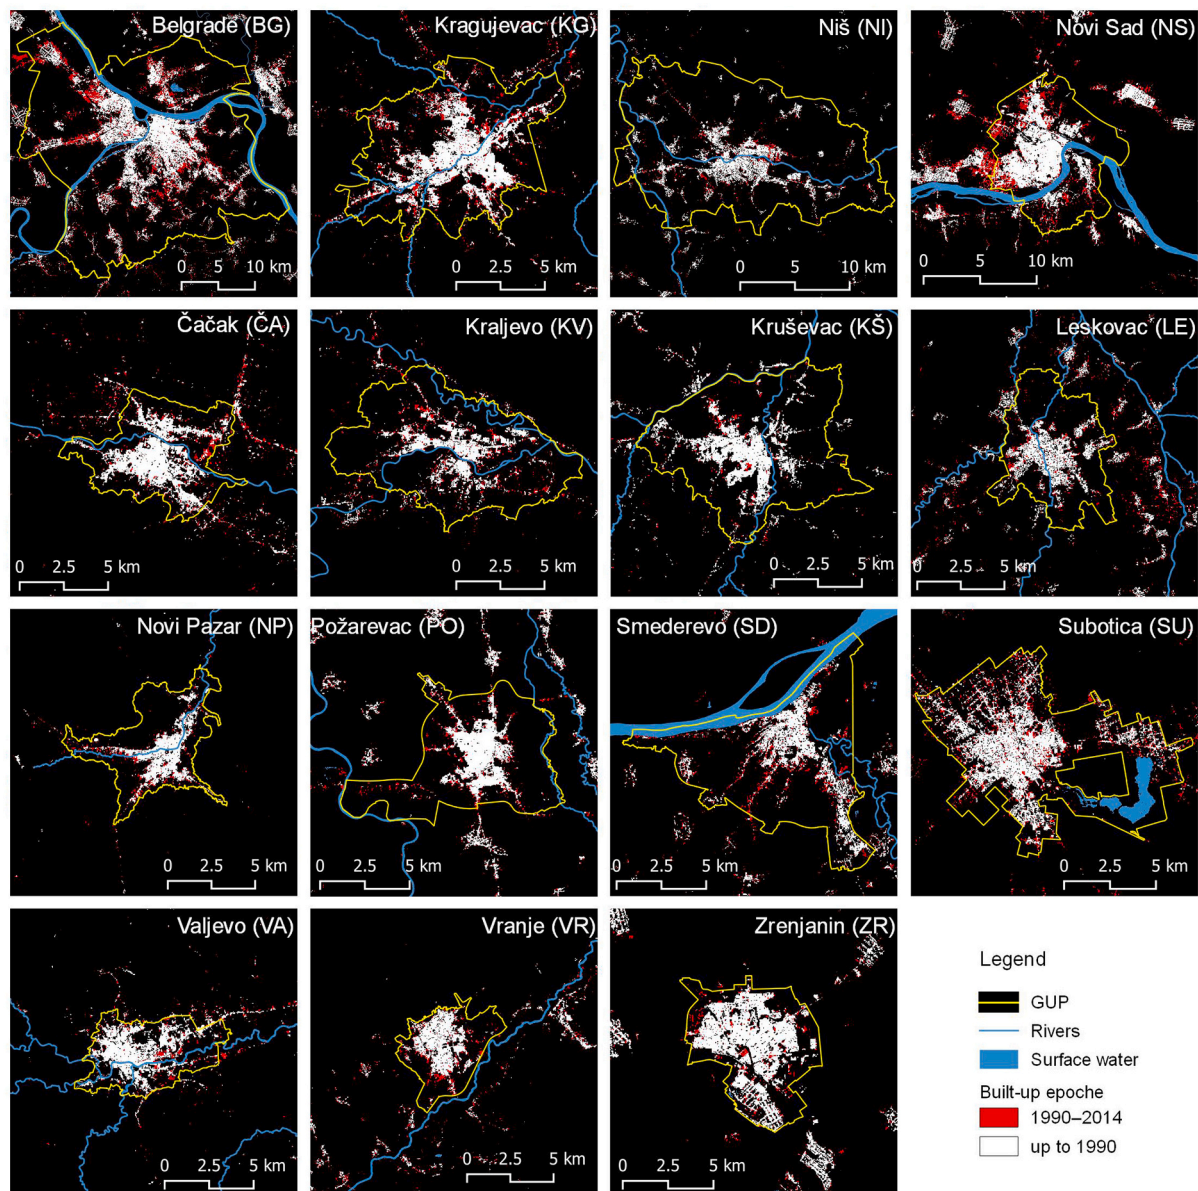 Belgrade (BG)
0 5 10 km
Kragujevac (KG)
0 2.5 5 km
Niš (NI)
0 5 10 km
Novi Sad (NS)
0 5 10 km
Čačak (ČA)
0 2.5 5 km
Kraljevo (KV)
0 2.5 5 km
Kruševac (KŠ)
0 2.5 5 km
Leskovac (LE)
0 2.5 5 km
Novi Pazar (NP)
0 2.5 5 km
Požarevac (PO)
0 2.5 5 km
Smederevo (SD)
0 2.5 5 km
Subotica (SU)
0 2.5 5 km
Valjevo (VA)
0 2.5 5 km
Vranje (VR)
0 2.5 5 km
Zrenjanin (ZR)
0 2.5 5 km
Legend
GUP
Rivers
Surface water
Built-up epoche
1990–2014
up to 1990